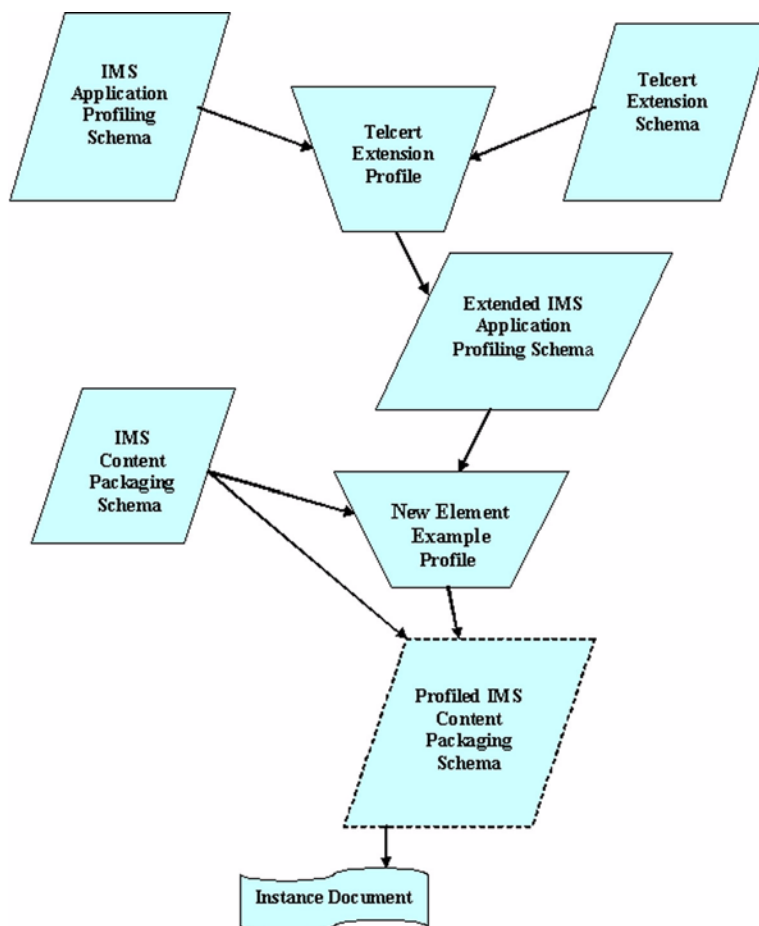 IMS
Application
Profiling
Schema
Telcert
Extension
Profile
Telcert
Extension
Schema
Extended IMS
Application
Profiling Schema
IMS
Content
Packaging
Schema
New Element
Example
Profile
Profiled IMS
Content
Packaging
Schema
Instance Document